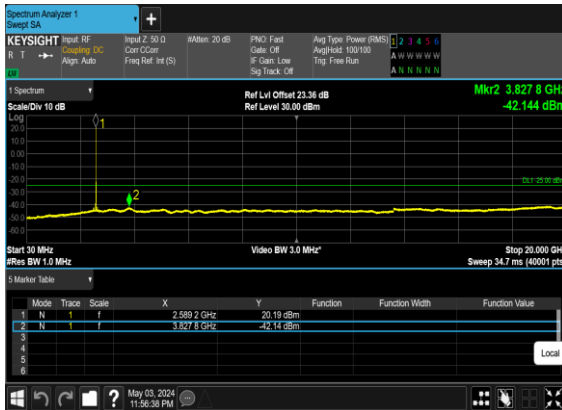 Spectrum Analyzer 1
Swept SA
KEYSIGHT
R T
Input: RF
Coupling: DC
Align: Auto
Input Z: 50 Ω
Corr CCorr
Freq Ref: Int (S)
#Atten: 20 dB
PNO: Fast
Gate: Off
IF Gain: Low
Sig Track: Off
Avg Type: Power (RMS)
Avg|Hold: 100/100
Trig: Free Run
1 2 3 4 5 6
A W W W W W
A N N N N N
1 Spectrum
Scale/Div 10 dB
Ref Lvl Offset 23.36 dB
Ref Level 30.00 dBm
Mkr2 3.827 8 GHz
-42.144 dBm
Log
20.0
10.0
0.00
-10.0
-20.0
-30.0
-40.0
-50.0
-60.0
1
2
DL1 -25.00 dBm
Start 30 MHz
#Res BW 1.0 MHz
Video BW 3.0 MHz*
Stop 20.000 GHz
Sweep 34.7 ms (40001 pts)
5 Marker Table
Mode Trace Scale X Y Function Function Width Function Value
1 N 1 f 2.589 2 GHz 20.19 dBm
2 N 1 f 3.827 8 GHz -42.14 dBm
3
4
5
6
Local
May 03, 2024
11:56:38 PM